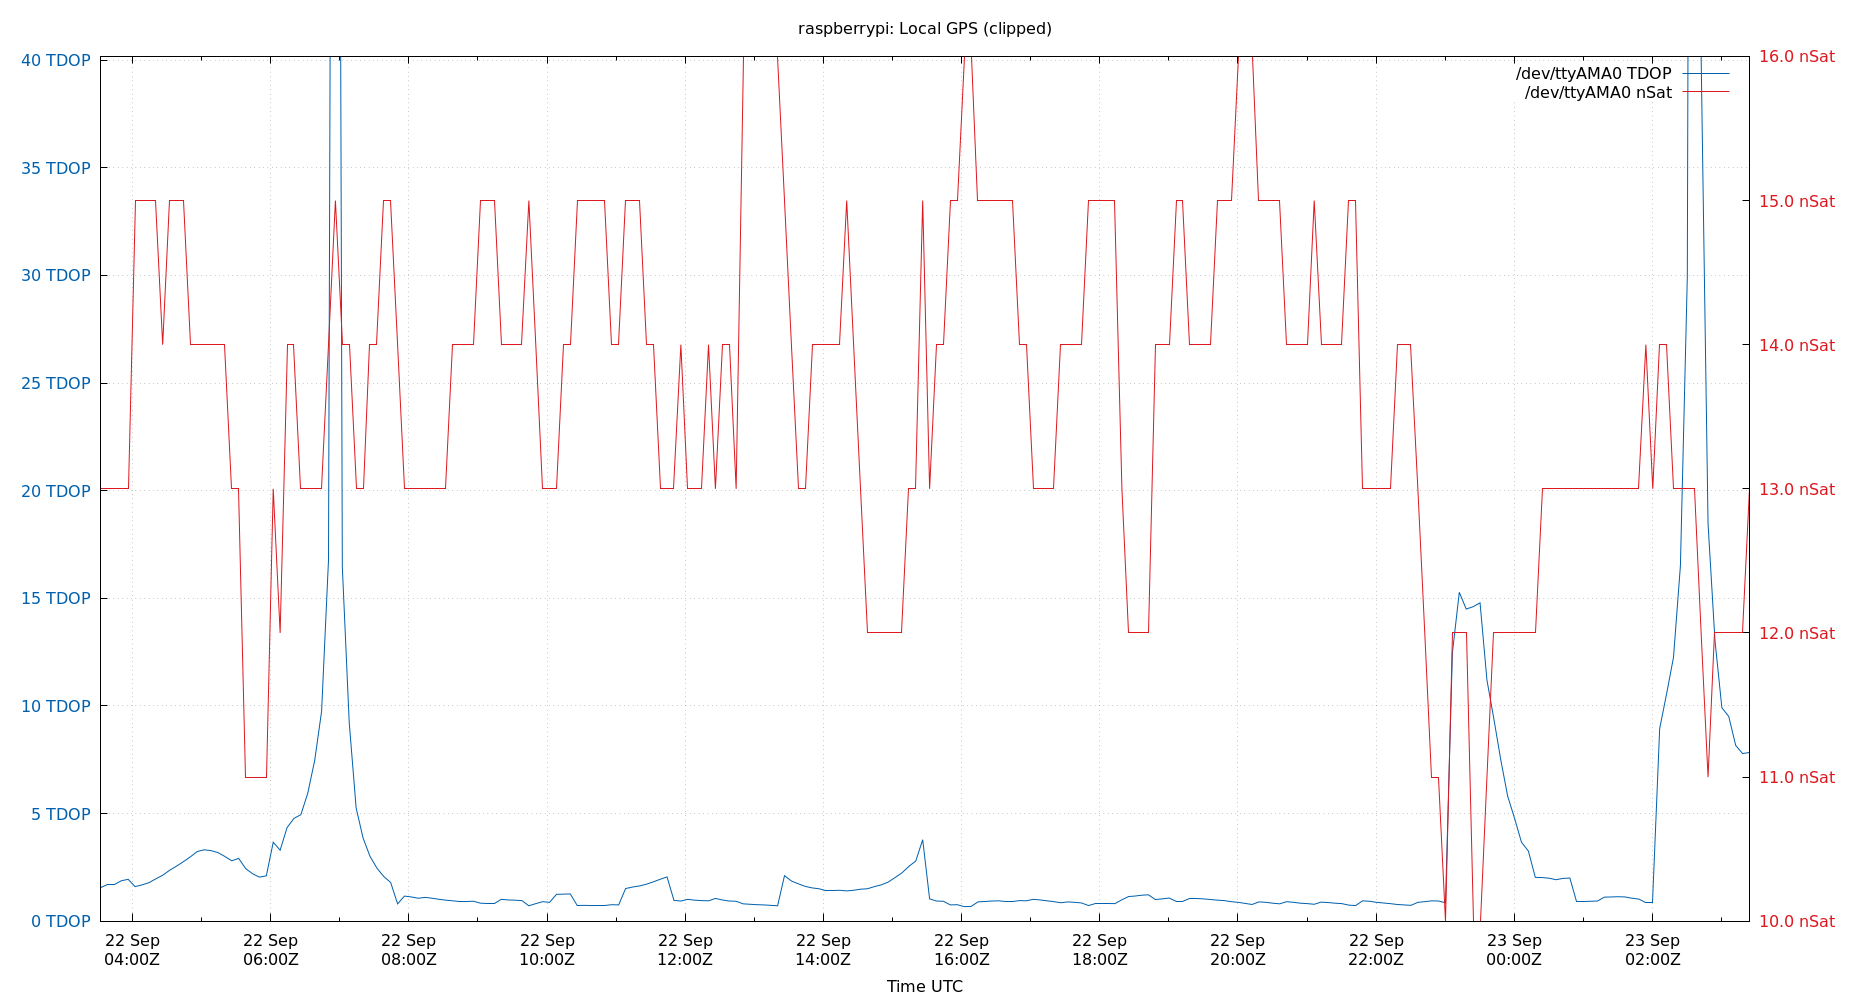 raspberrypi: Local GPS (clipped)
40 TDOP
35 TDOP
30 TDOP
25 TDOP
20 TDOP
15 TDOP
10 TDOP
5 TDOP
0 TDOP
16.0 nSat
15.0 nSat
14.0 nSat
13.0 nSat
12.0 nSat
11.0 nSat
10.0 nSat
/dev/ttyAMA0 TDOP
/dev/ttyAMA0 nSat
22 Sep
04:00Z
22 Sep
06:00Z
22 Sep
08:00Z
22 Sep
10:00Z
22 Sep
12:00Z
22 Sep
14:00Z
22 Sep
16:00Z
22 Sep
18:00Z
22 Sep
20:00Z
22 Sep
22:00Z
23 Sep
00:00Z
23 Sep
02:00Z
Time UTC